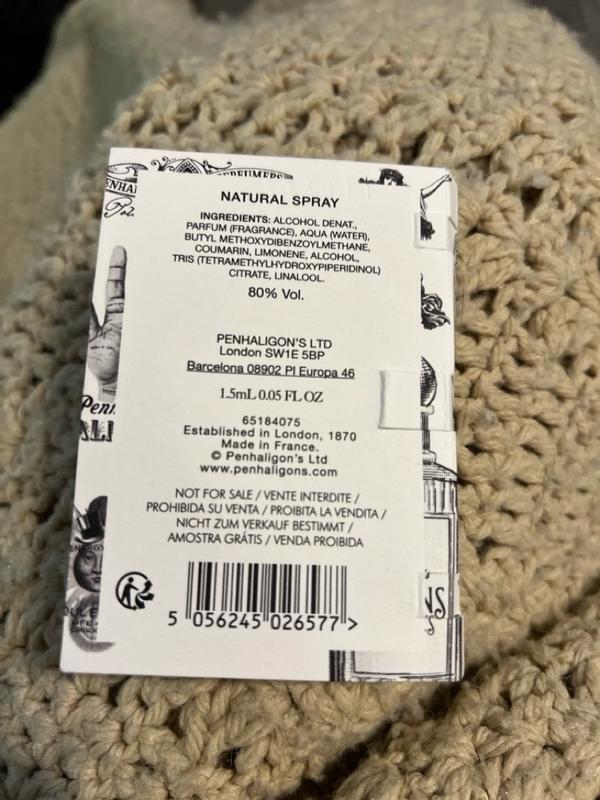 NATURAL SPRAY
INGREDIENTS: ALCOHOL DENAT.,
PARFUM (FRAGRANCE), AQUA (WATER),
BUTYL METHOXYDIBENZOYLMETHANE,
COUMARIN, LIMONENE, ALCOHOL,
TRIS (TETRAMETHYLHYDROXYPIPERIDINOL)
CITRATE, LINALOOL.
80% Vol.
PENHALIGON'S LTD
London SW1E 5BP
Barcelona 08902 Pl Europa 46
1.5mL 0.05 FL OZ
65184075
Established in London, 1870
Made in France.
© Penhaligon's Ltd
www.penhaligons.com
NOT FOR SALE / VENTE INTERDITE /
PROHIBIDA SU VENTA / PROIBITA LA VENDITA /
NICHT ZUM VERKAUF BESTIMMT /
AMOSTRA GRÁTIS / VENDA PROIBIDA
5 056245 026577 >